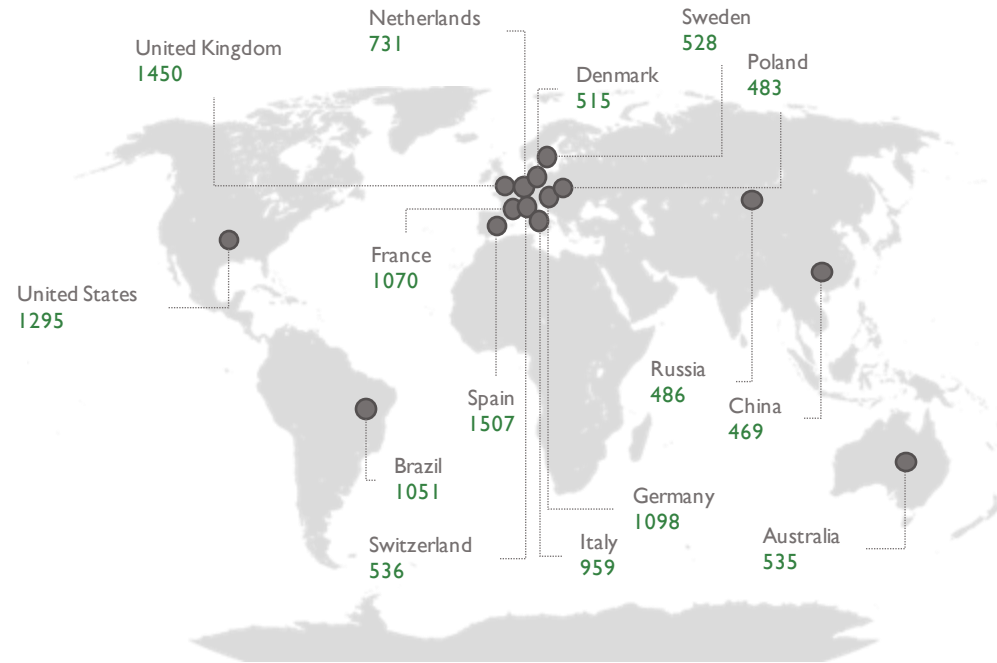 Netherlands
731
Sweden
528
United Kingdom
1450
Poland
483
Denmark
515
France
1070
United States
1295
Russia
486
Spain
1507
China
469
Brazil
1051
Germany
1098
Australia
535
Switzerland
536
Italy
959